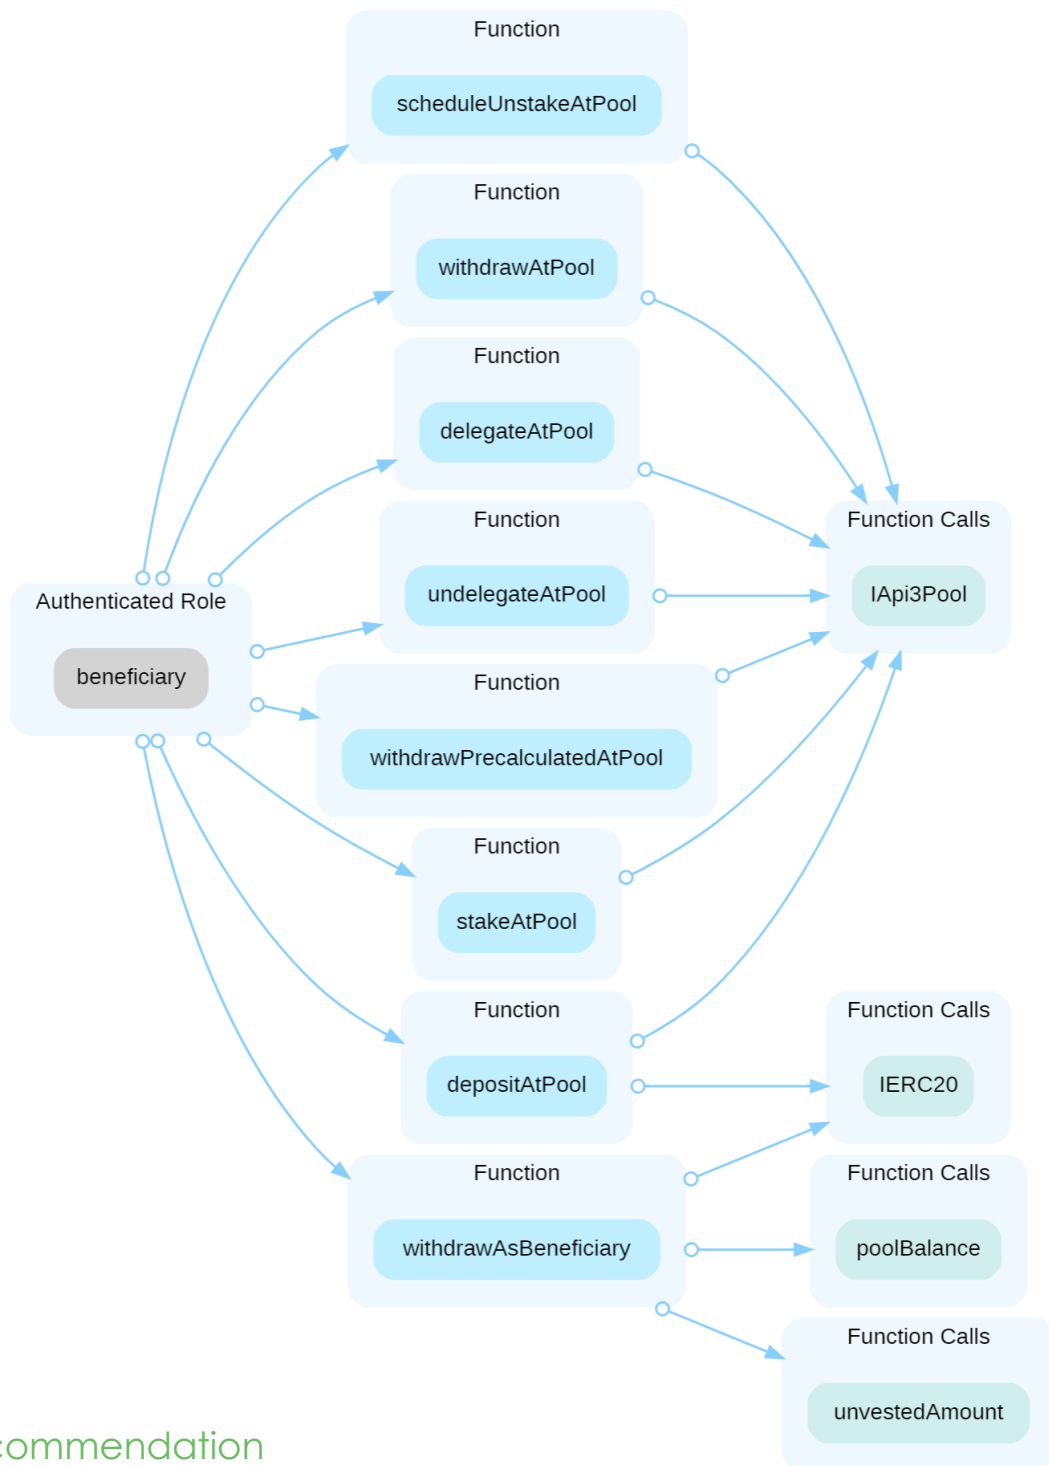 Function
scheduleUnstakeAtPool
Function
withdrawAtPool
Function
delegateAtPool
Function
undelegateAtPool
Function Calls
IApi3Pool
Authenticated Role
beneficiary
Function
withdrawPrecalculatedAtPool
Function
stakeAtPool
Function
depositAtPool
Function Calls
IERC20
Function
withdrawAsBeneficiary
Function Calls
poolBalance
Function Calls
unvestedAmount
commendation